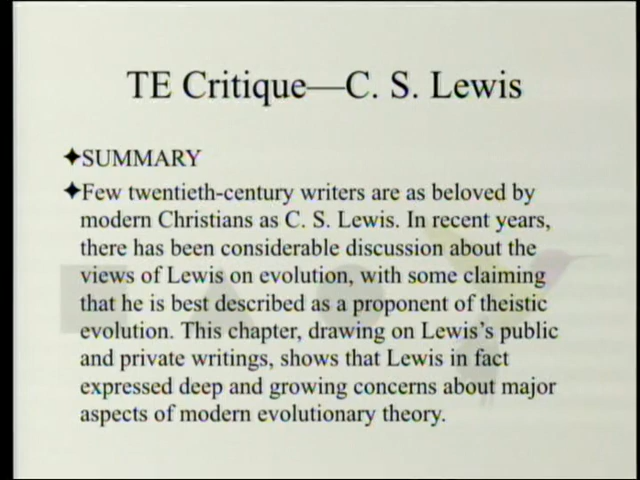 TE Critique—C. S. Lewis
✦SUMMARY
✦Few twentieth-century writers are as beloved by
modern Christians as C. S. Lewis. In recent years,
there has been considerable discussion about the
views of Lewis on evolution, with some claiming
that he is best described as a proponent of theistic
evolution. This chapter, drawing on Lewis's public
and private writings, shows that Lewis in fact
expressed deep and growing concerns about major
aspects of modern evolutionary theory.